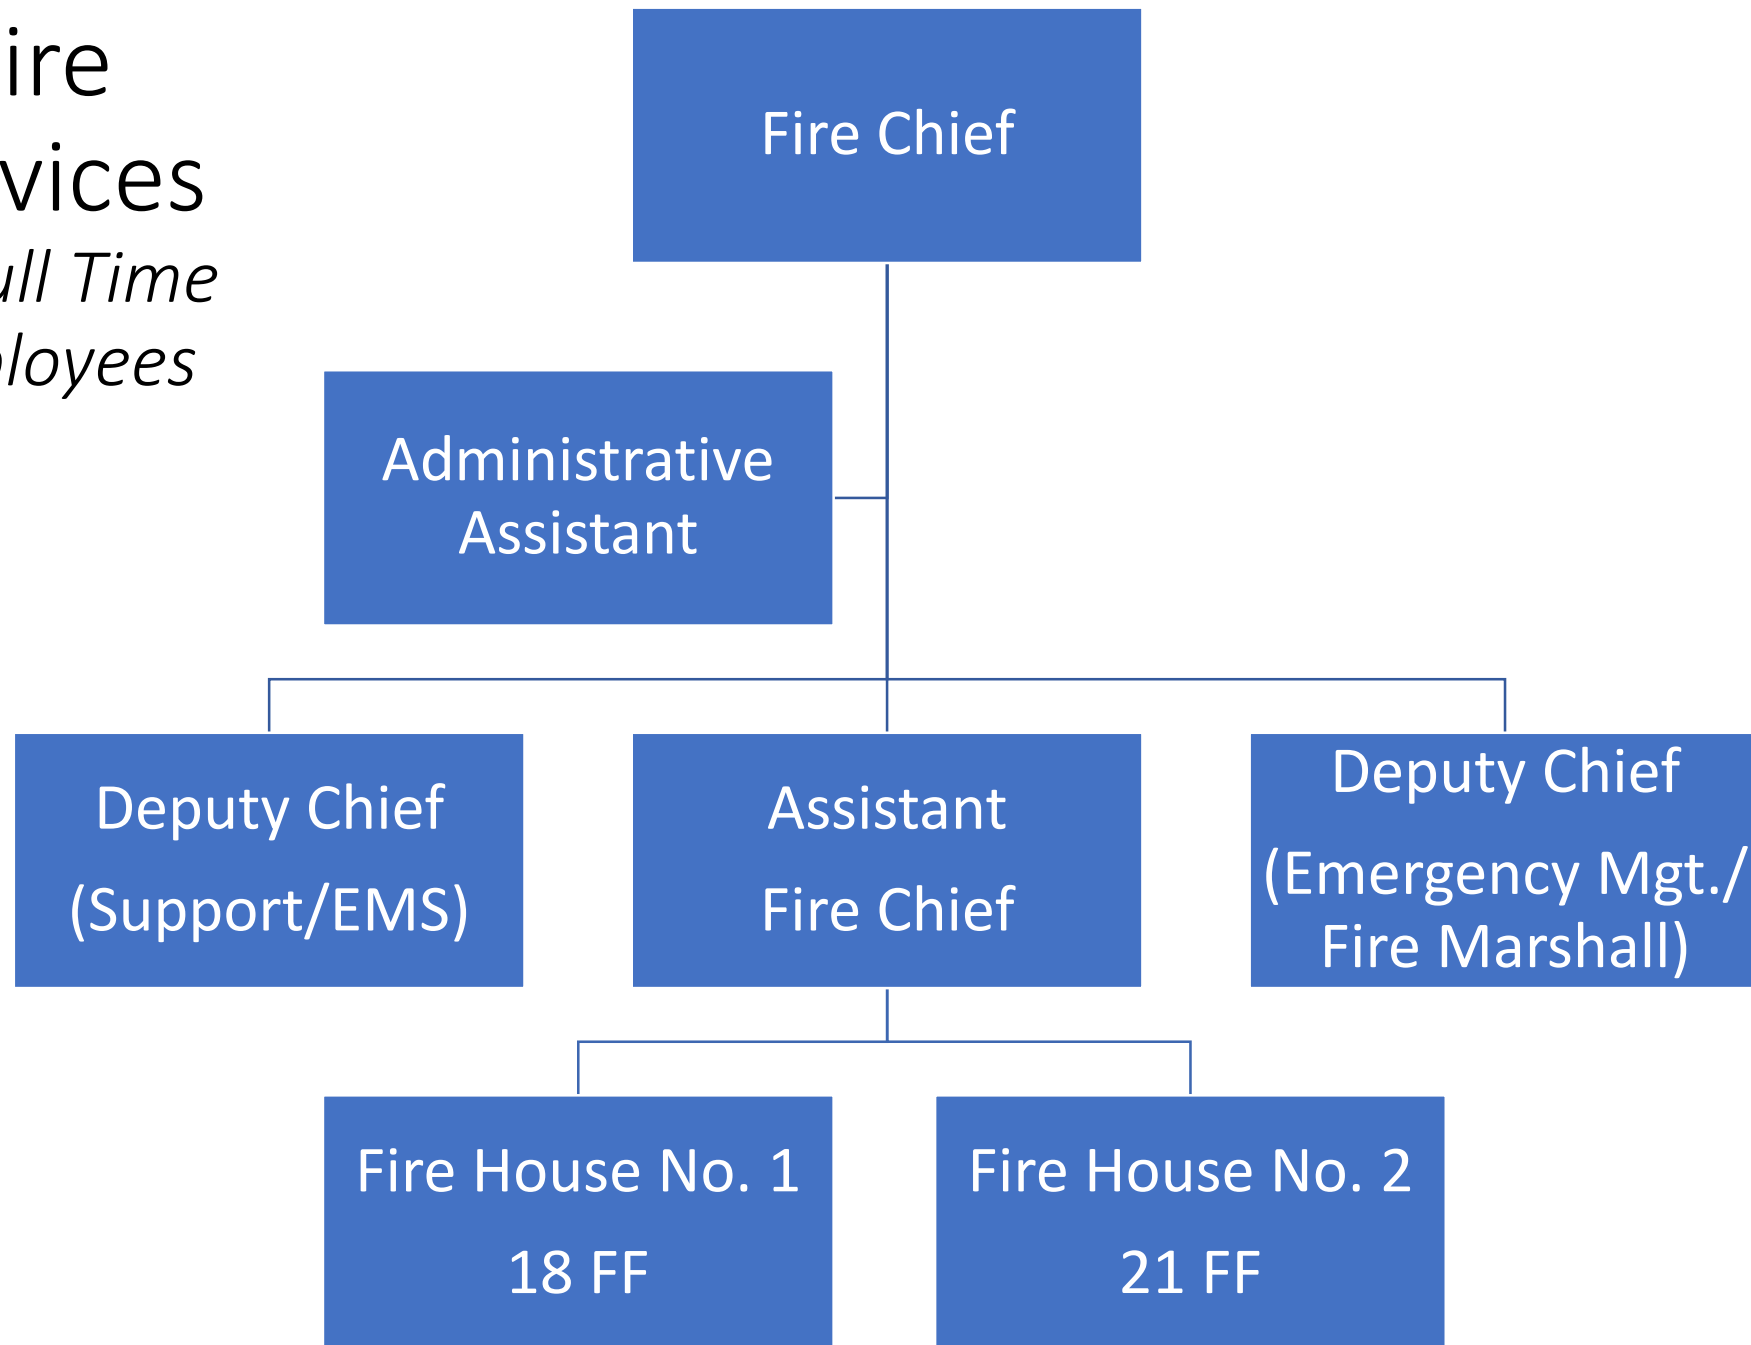 ire
vices
ull Time
ployees
Fire Chief
Administrative
Assistant
Deputy Chief
(Support/EMS)
Assistant
Fire Chief
Deputy Chief
(Emergency Mgt./
Fire Marshall)
Fire House No. 1
18 FF
Fire House No. 2
21 FF